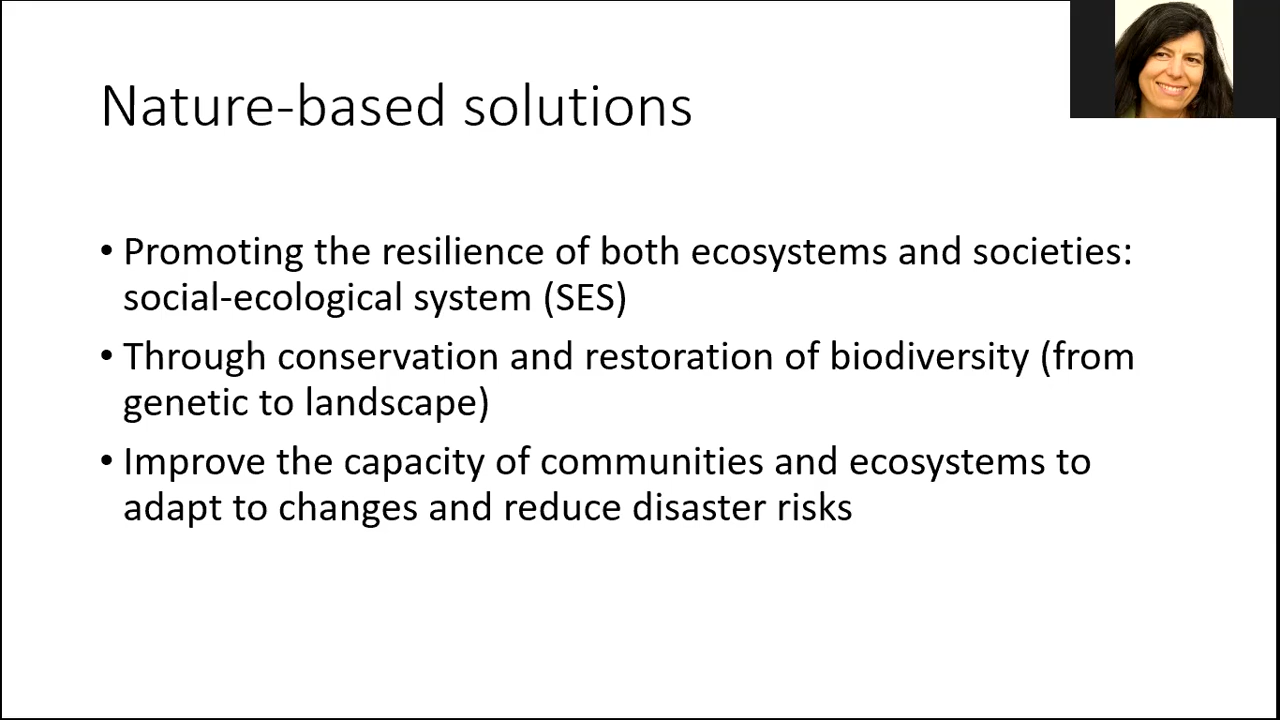 Nature-based solutions
• Promoting the resilience of both ecosystems and societies:
social-ecological system (SES)
• Through conservation and restoration of biodiversity (from
genetic to landscape)
• Improve the capacity of communities and ecosystems to
adapt to changes and reduce disaster risks